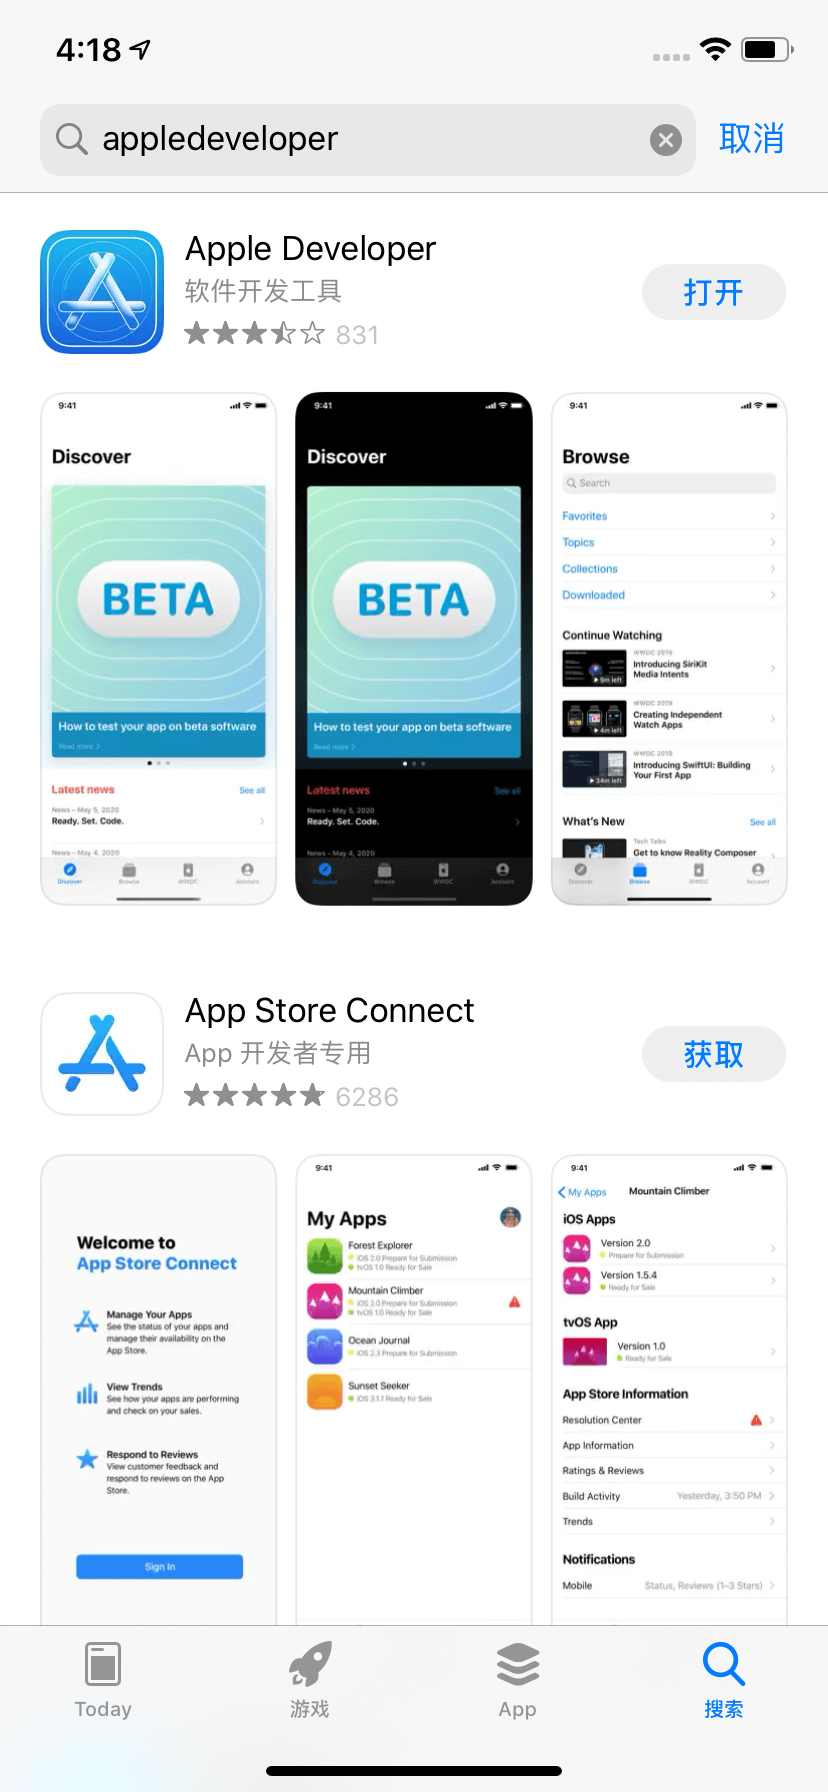 4:18
appledeveloper
取消
Apple Developer
软件开发工具
打开
831
9:41
Discover
BETA
How to test your app on beta software
Read more
Latest news
See all
News – May 5, 2020
Ready. Set. Code.
News – May 4, 2020
Discover
Browse
WWDC
Account
9:41
Discover
BETA
How to test your app on beta software
Read more
Latest news
See all
News – May 5, 2020
Ready. Set. Code.
News – May 4, 2020
Discover
Browse
WWDC
Account
9:41
Browse
Search
Favorites
Topics
Collections
Downloaded
Continue Watching
WWDC 2019
Introducing SiriKit
Media Intents
9m left
WWDC 2019
Creating Independent
Watch Apps
4m left
WWDC 2019
Introducing SwiftUI: Building
Your First App
34m left
What's New
See all
Tech Talks
Get to know Reality Composer
Discover
Browse
WWDC
Account
App Store Connect
App 开发者专用
获取
6286
Welcome to
App Store Connect
Manage Your Apps
See the status of your apps and
manage their availability on the
App Store.
View Trends
See how your apps are performing
and check on your sales.
Respond to Reviews
View customer feedback and
respond to reviews on the App
Store.
Sign In
9:41
My Apps
Forest Explorer
iOS 2.0 Prepare for Submission
tvOS 1.0 Ready for Sale
Mountain Climber
iOS 2.0 Prepare for Submission
tvOS 1.0 Ready for Sale
Ocean Journal
iOS 2.3 Prepare for Submission
Sunset Seeker
iOS 3.1.1 Ready for Sale
9:41
My Apps
Mountain Climber
iOS Apps
Version 2.0
Prepare for Submission
Version 1.5.4
Ready for Sale
tvOS App
Version 1.0
Ready for Sale
App Store Information
Resolution Center
App Information
Ratings & Reviews
Build Activity
Yesterday, 3:50 PM
Trends
Notifications
Mobile
Status, Reviews (1–3 Stars)
Today
游戏
App
搜索